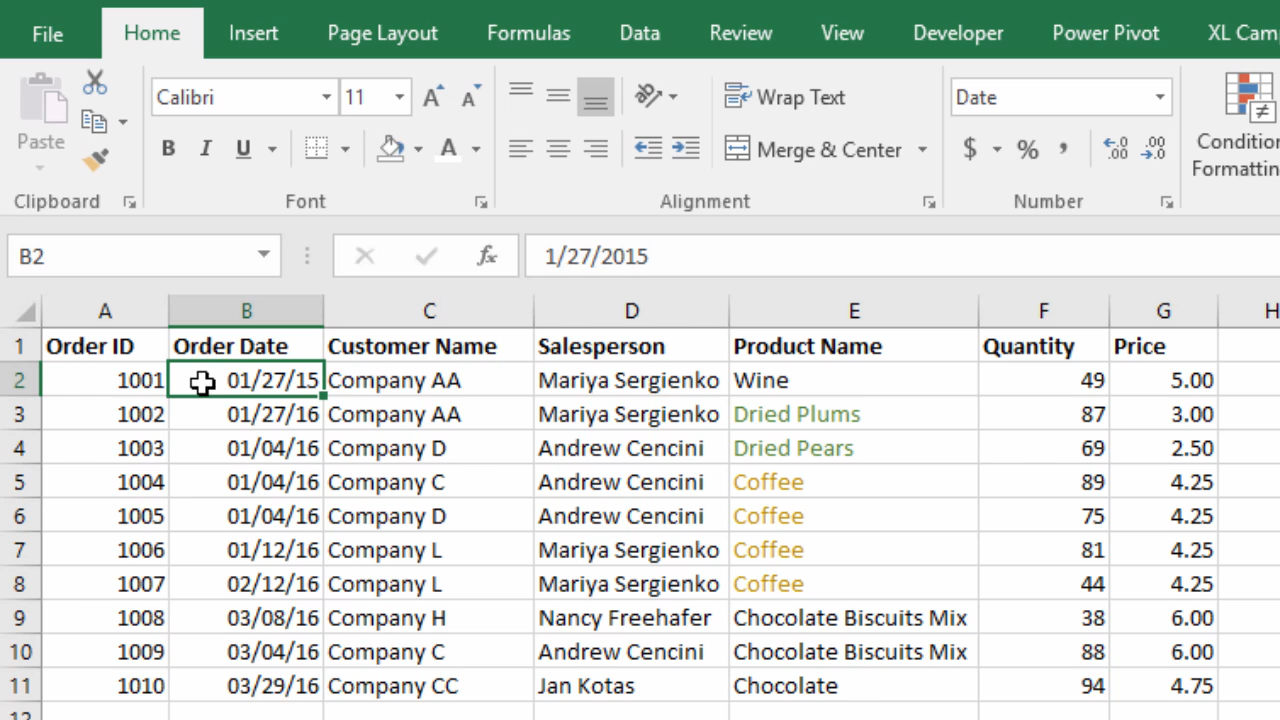 File Home Insert Page Layout Formulas Data Review View Developer Power Pivot XL Cam
Calibri 11 Wrap Text Date
Paste B I U A Merge & Center $ % , .00 .00 Condition
Formattin
Clipboard Font Alignment Number
B2 fx 1/27/2015
A B C D E F G H
1 Order ID Order Date Customer Name Salesperson Product Name Quantity Price
2 1001 01/27/15 Company AA Mariya Sergienko Wine 49 5.00
3 1002 01/27/16 Company AA Mariya Sergienko Dried Plums 87 3.00
4 1003 01/04/16 Company D Andrew Cencini Dried Pears 69 2.50
5 1004 01/04/16 Company C Andrew Cencini Coffee 89 4.25
6 1005 01/04/16 Company D Andrew Cencini Coffee 75 4.25
7 1006 01/12/16 Company L Mariya Sergienko Coffee 81 4.25
8 1007 02/12/16 Company L Mariya Sergienko Coffee 44 4.25
9 1008 03/08/16 Company H Nancy Freehafer Chocolate Biscuits Mix 38 6.00
10 1009 03/04/16 Company C Andrew Cencini Chocolate Biscuits Mix 88 6.00
11 1010 03/29/16 Company CC Jan Kotas Chocolate 94 4.75
12